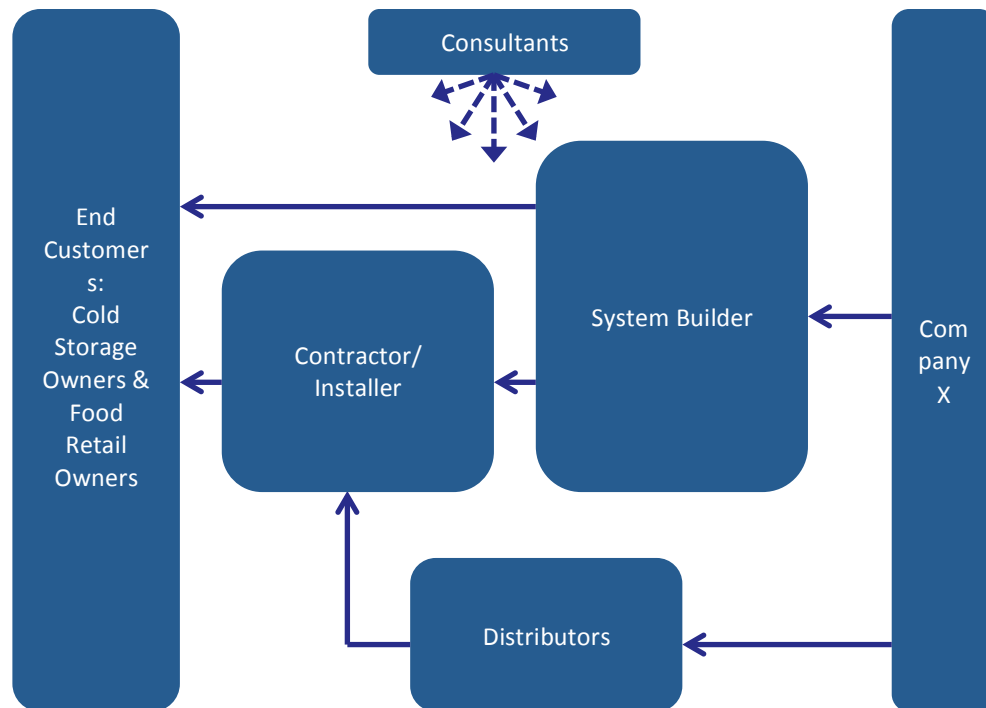 Consultants
End
Customer
s:
Cold
Storage
Owners &
Food
Retail
Owners
Contractor/
Installer
System Builder
Com
pany
X
Distributors